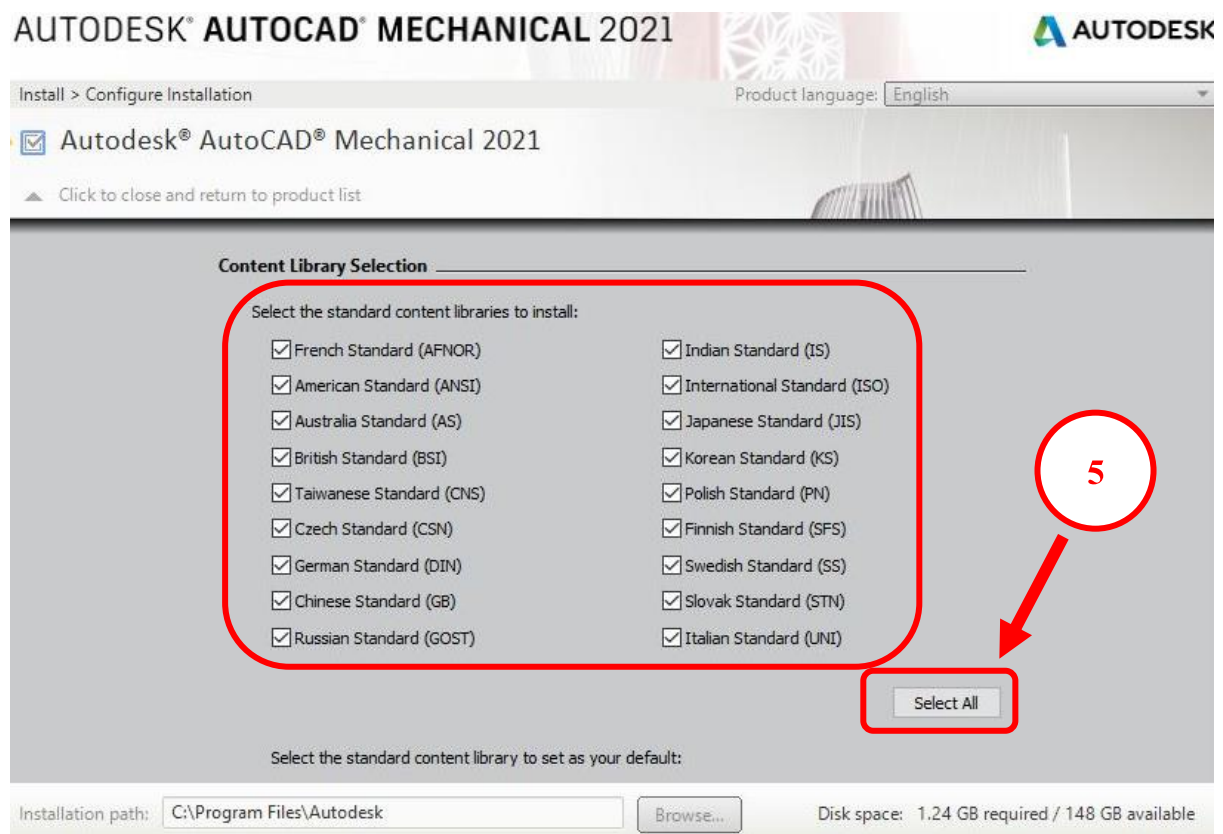 AUTODESK® AUTOCAD® MECHANICAL 2021
AUTODESK
Install > Configure Installation
Product language: English
Autodesk® AutoCAD® Mechanical 2021
Click to close and return to product list
Content Library Selection
Select the standard content libraries to install:
French Standard (AFNOR)
American Standard (ANSI)
Australia Standard (AS)
British Standard (BSI)
Taiwanese Standard (CNS)
Czech Standard (CSN)
German Standard (DIN)
Chinese Standard (GB)
Russian Standard (GOST)
Indian Standard (IS)
International Standard (ISO)
Japanese Standard (JIS)
Korean Standard (KS)
Polish Standard (PN)
Finnish Standard (SFS)
Swedish Standard (SS)
Slovak Standard (STN)
Italian Standard (UNI)
5
Select All
Select the standard content library to set as your default:
Installation path: C:\Program Files\Autodesk
Browse...
Disk space: 1.24 GB required / 148 GB available